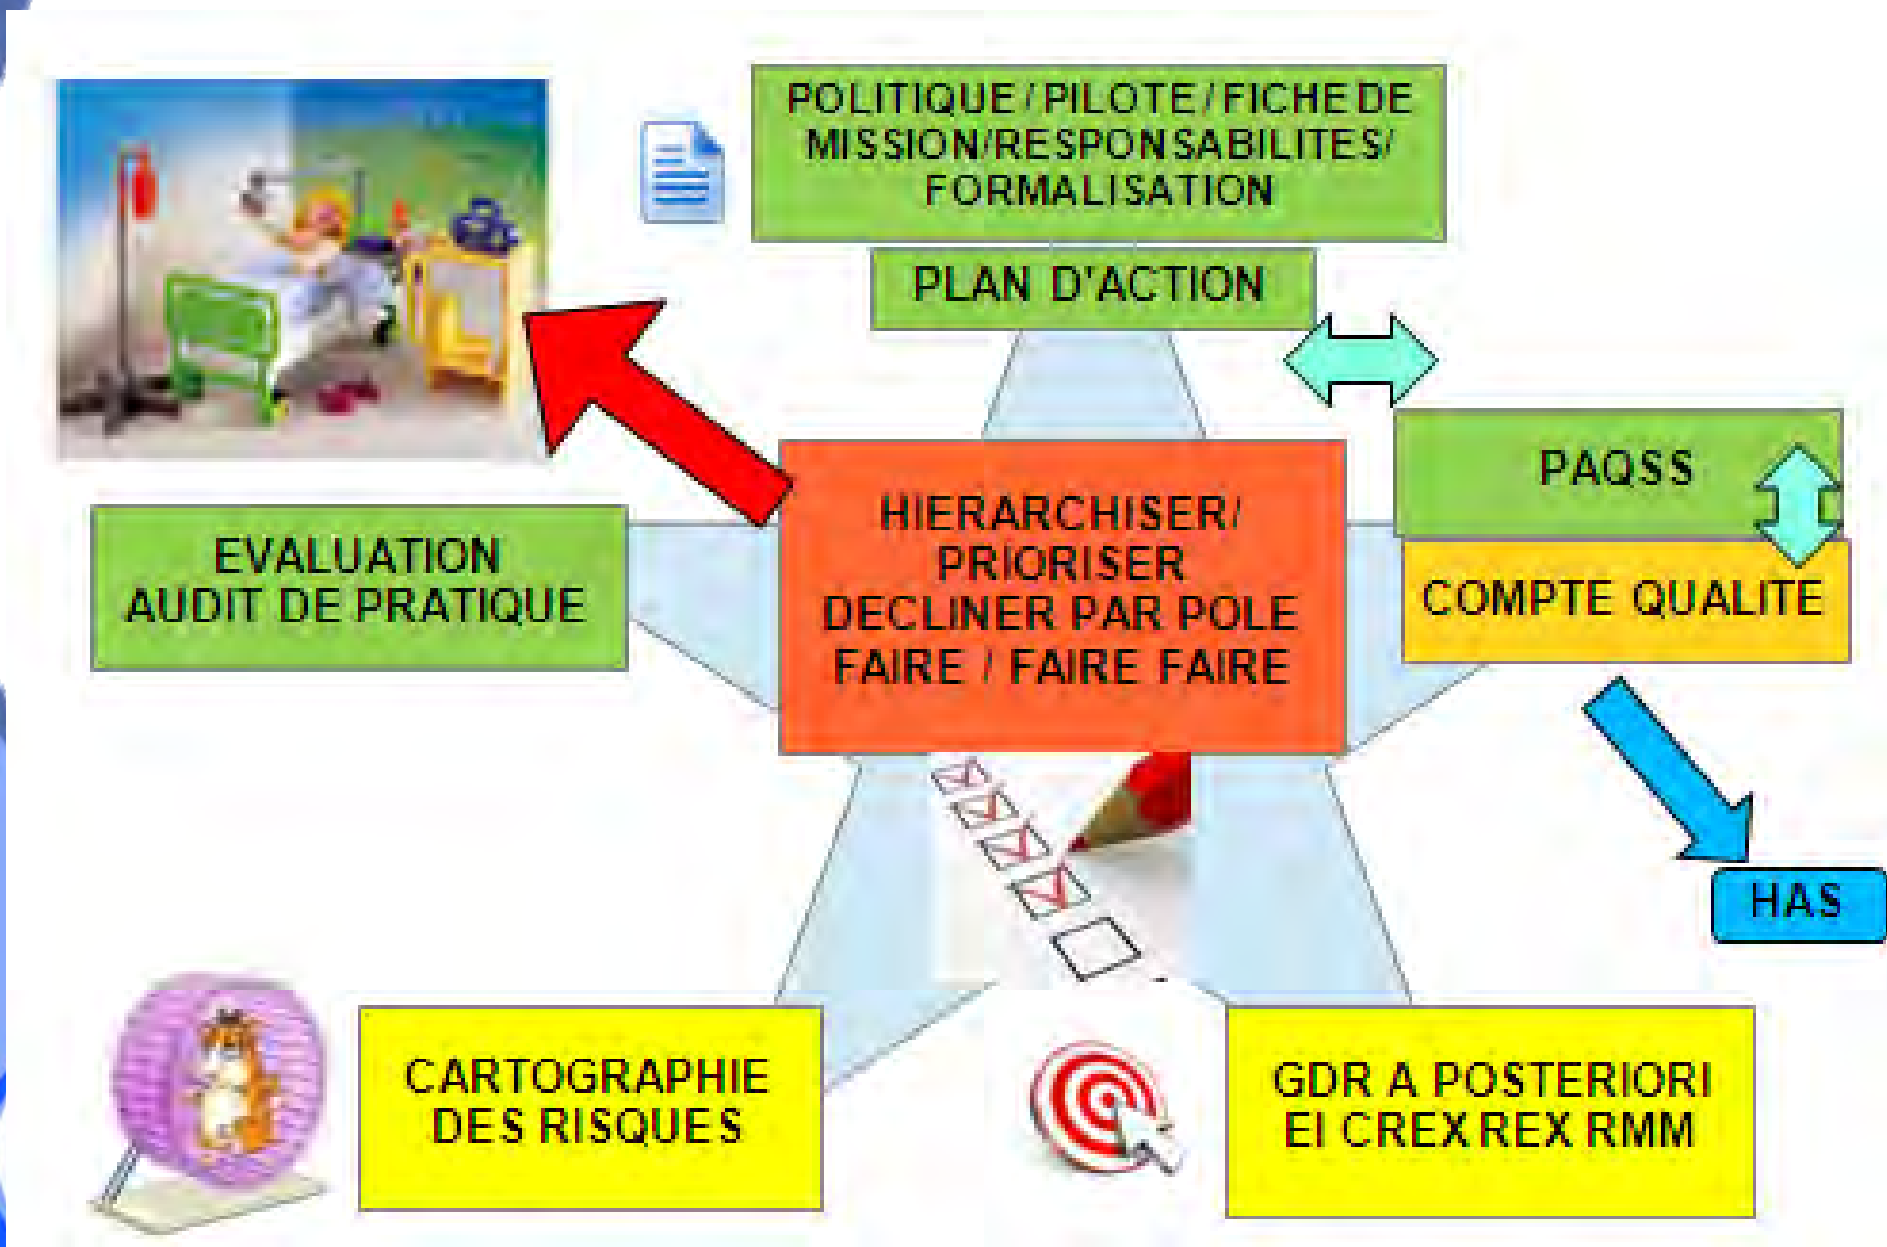 POLITIQUE / PILOTE / FICHE DE
MISSION/RESPONSABILITES/
FORMALISATION
PLAN D'ACTION
PAQSS
COMPTE QUALITE
HIERARCHISER/
PRIORISER
DECLINER PAR POLE
FAIRE / FAIRE FAIRE
EVALUATION
AUDIT DE PRATIQUE
HAS
CARTOGRAPHIE
DES RISQUES
GDR A POSTERIORI
EI CREX REX RMM